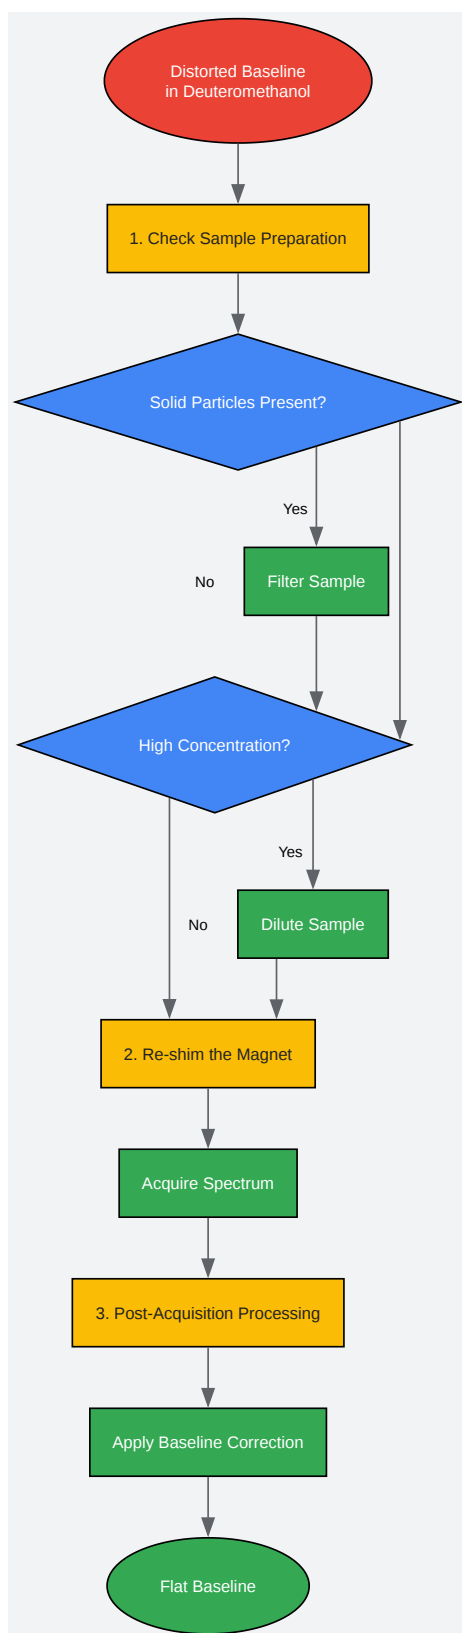 Distorted Baseline
in Deuteromethanol
1. Check Sample Preparation
Solid Particles Present?
Yes
No
Filter Sample
High Concentration?
Yes
No
Dilute Sample
2. Re-shim the Magnet
Acquire Spectrum
3. Post-Acquisition Processing
Apply Baseline Correction
Flat Baseline